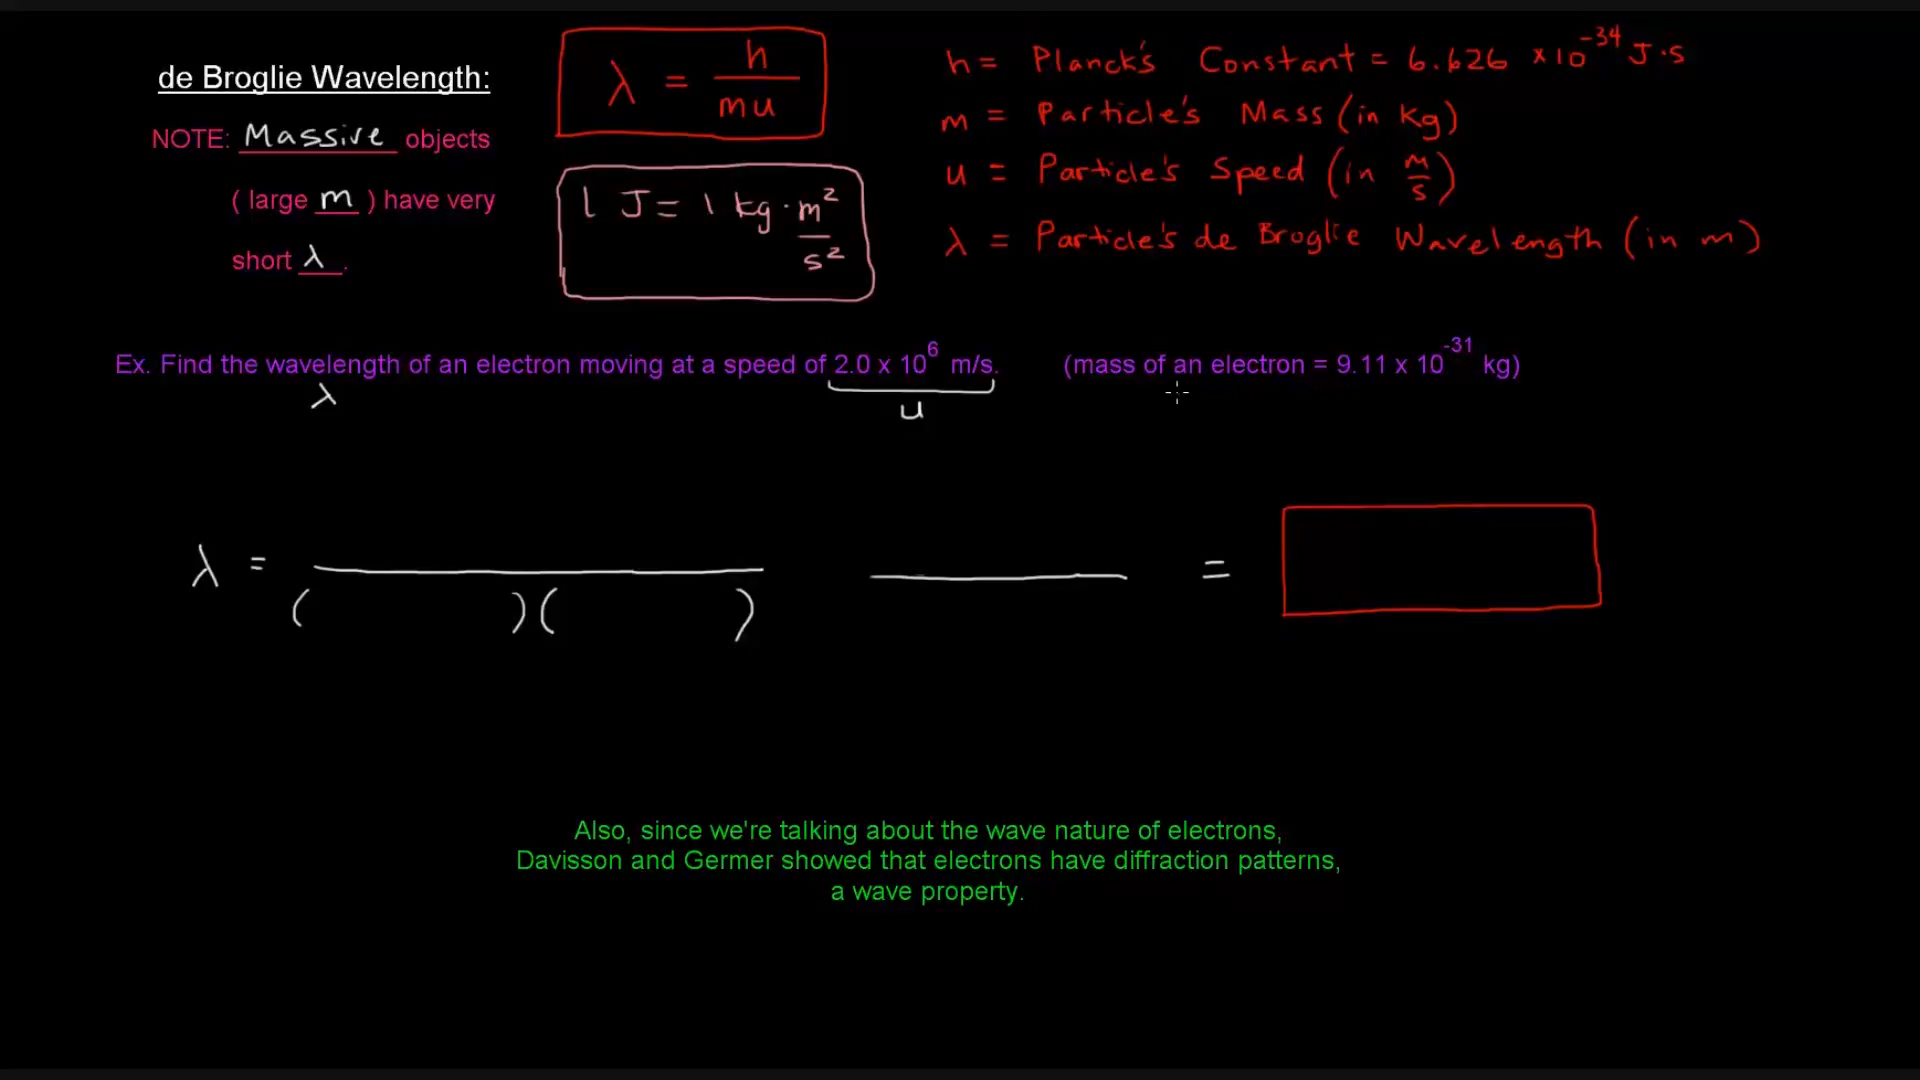 de Broglie Wavelength:
NOTE: Massive objects
( large m ) have very
short λ .
λ = h / mu
1 J = 1 kg · m² / s²
h = Planck's Constant = 6.626 × 10⁻³⁴ J·s
m = Particle's Mass (in kg)
u = Particle's Speed (in m/s)
λ = Particle's de Broglie Wavelength (in m)
Ex. Find the wavelength of an electron moving at a speed of 2.0 x 10⁶ m/s. (mass of an electron = 9.11 x 10⁻³¹ kg)
λ u
λ = ( )( ) =
Also, since we're talking about the wave nature of electrons,
Davisson and Germer showed that electrons have diffraction patterns,
a wave property.